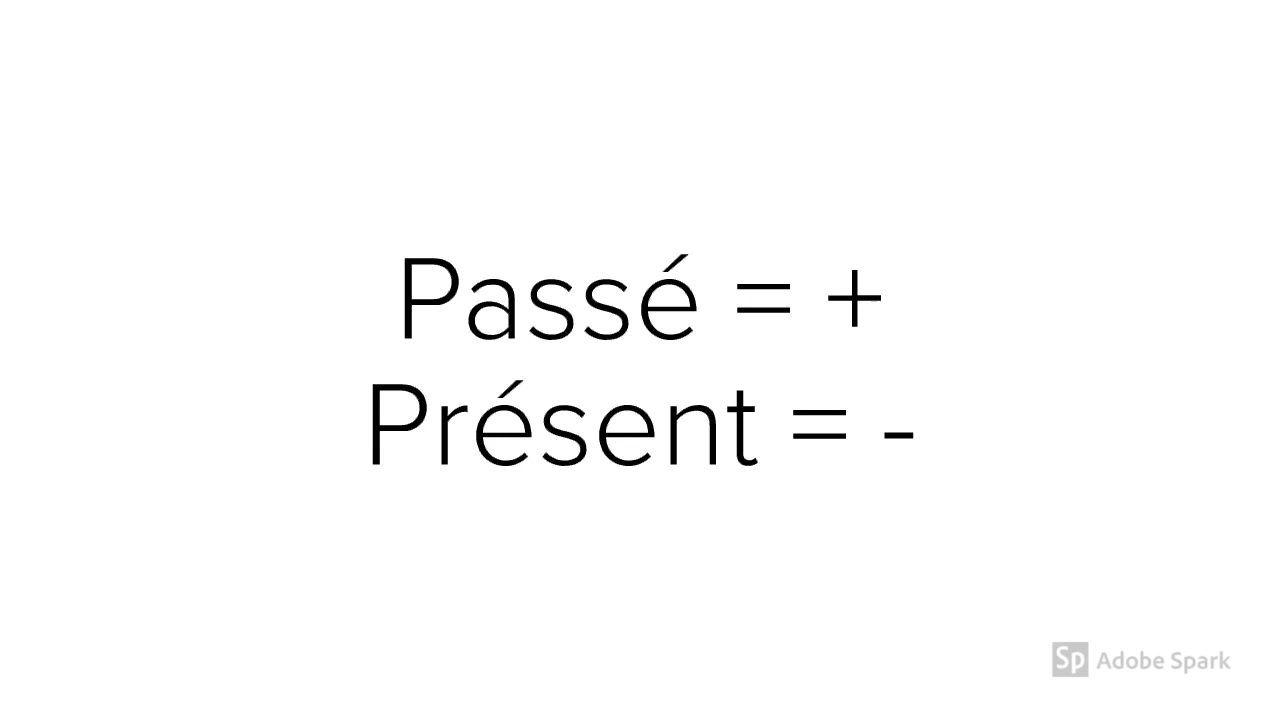 Passé = +
Présent = -
Sp Adobe Spark